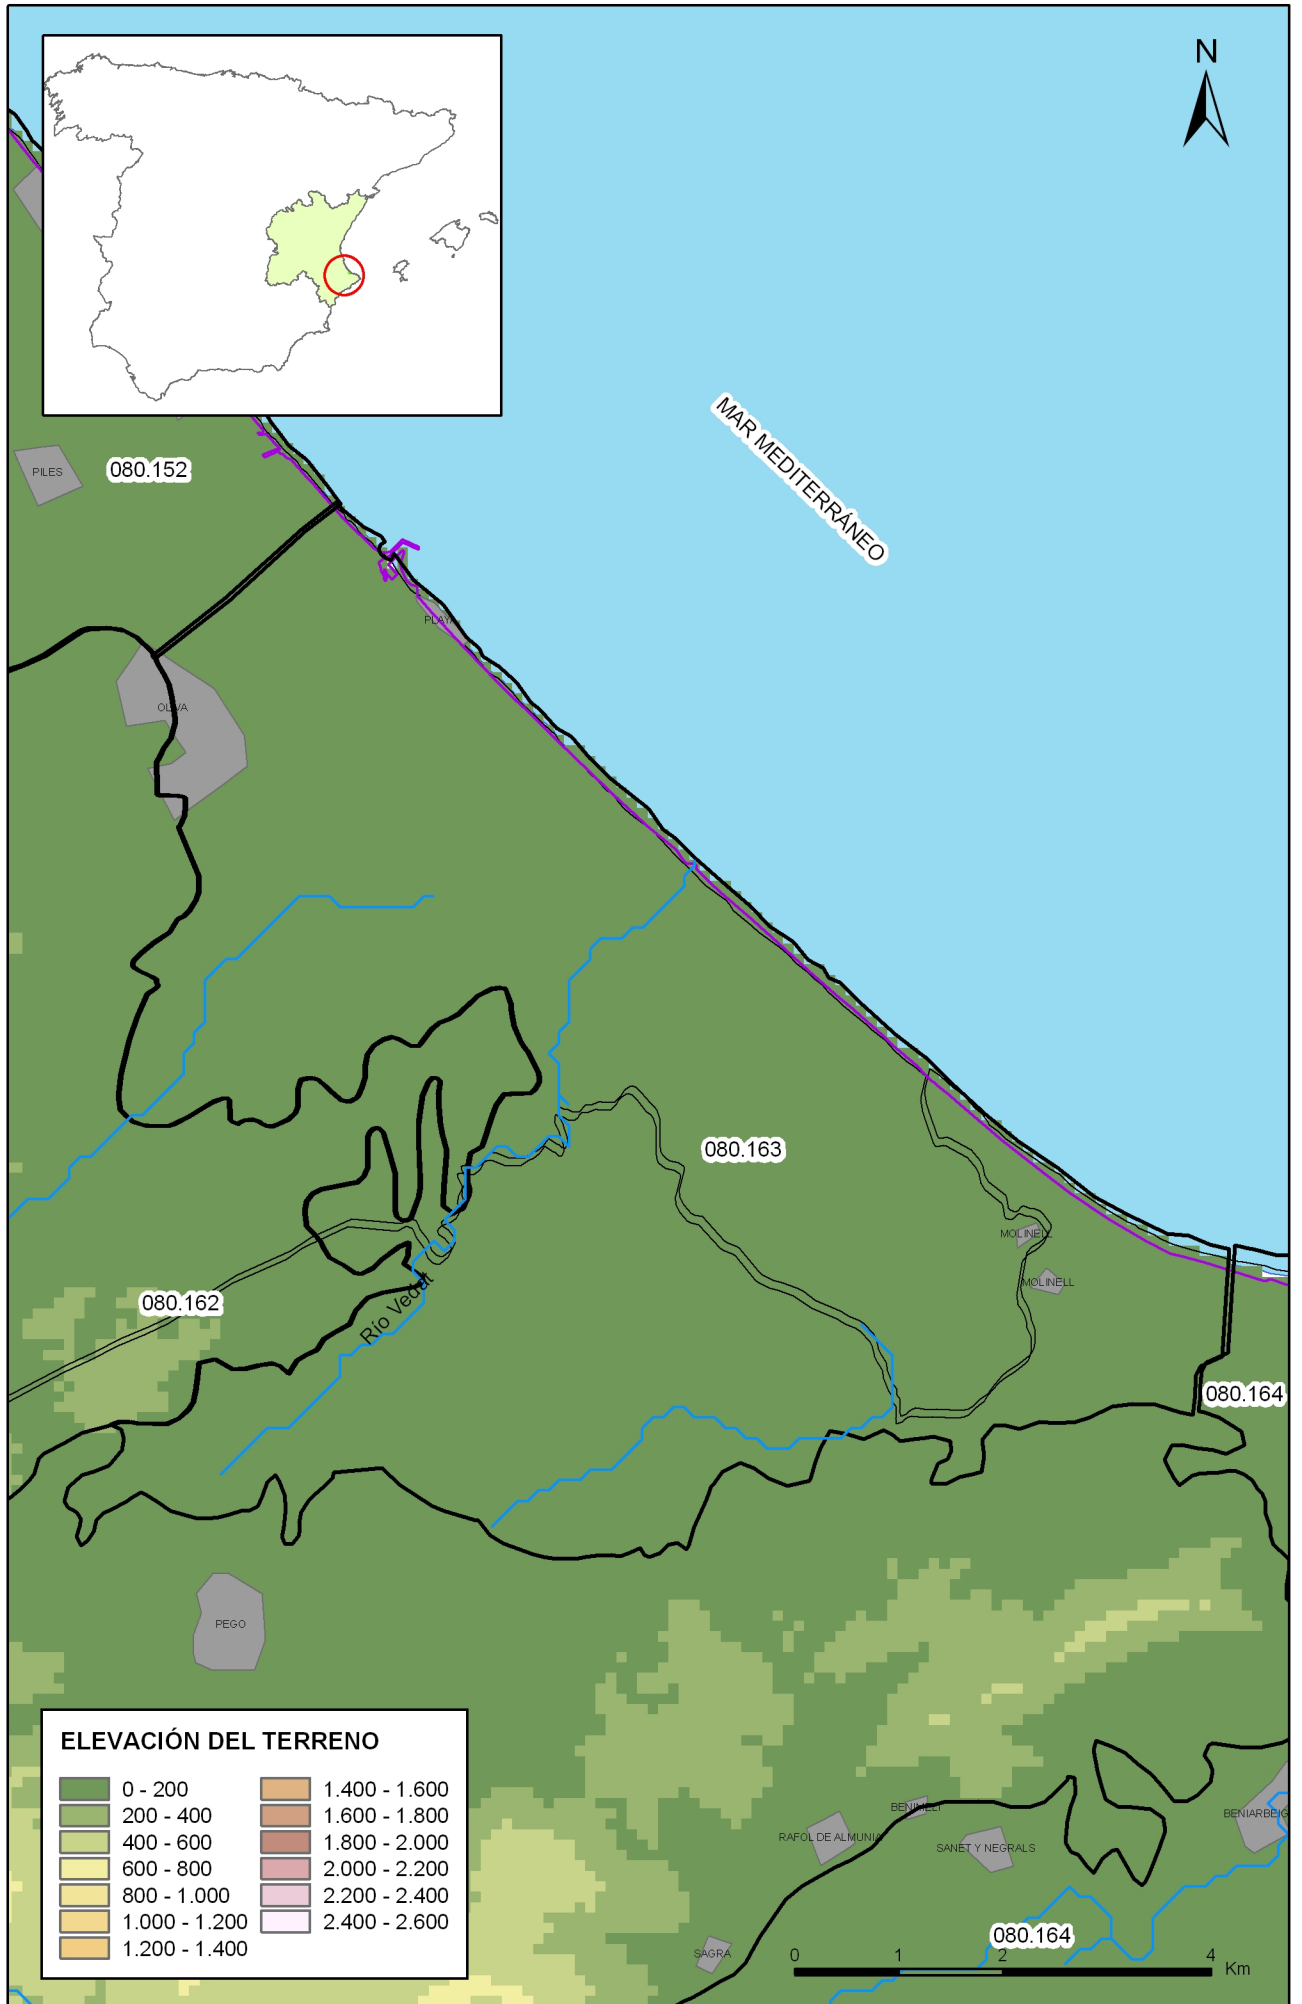 N
MAR MEDITERRÁNEO
PILES
080.152
PLAYA
OLIVA
080.163
MOLINELL
MOLINELL
080.162
Río Vedat
080.164
PEGO
ELEVACIÓN DEL TERRENO
0 - 200
200 - 400
400 - 600
600 - 800
800 - 1.000
1.000 - 1.200
1.200 - 1.400
1.400 - 1.600
1.600 - 1.800
1.800 - 2.000
2.000 - 2.200
2.200 - 2.400
2.400 - 2.600
BENIMELI
BENIARBEIG
RAFOL DE ALMUNIA
SANET Y NEGRALS
SAGRA
080.164
0 1 2 4
Km